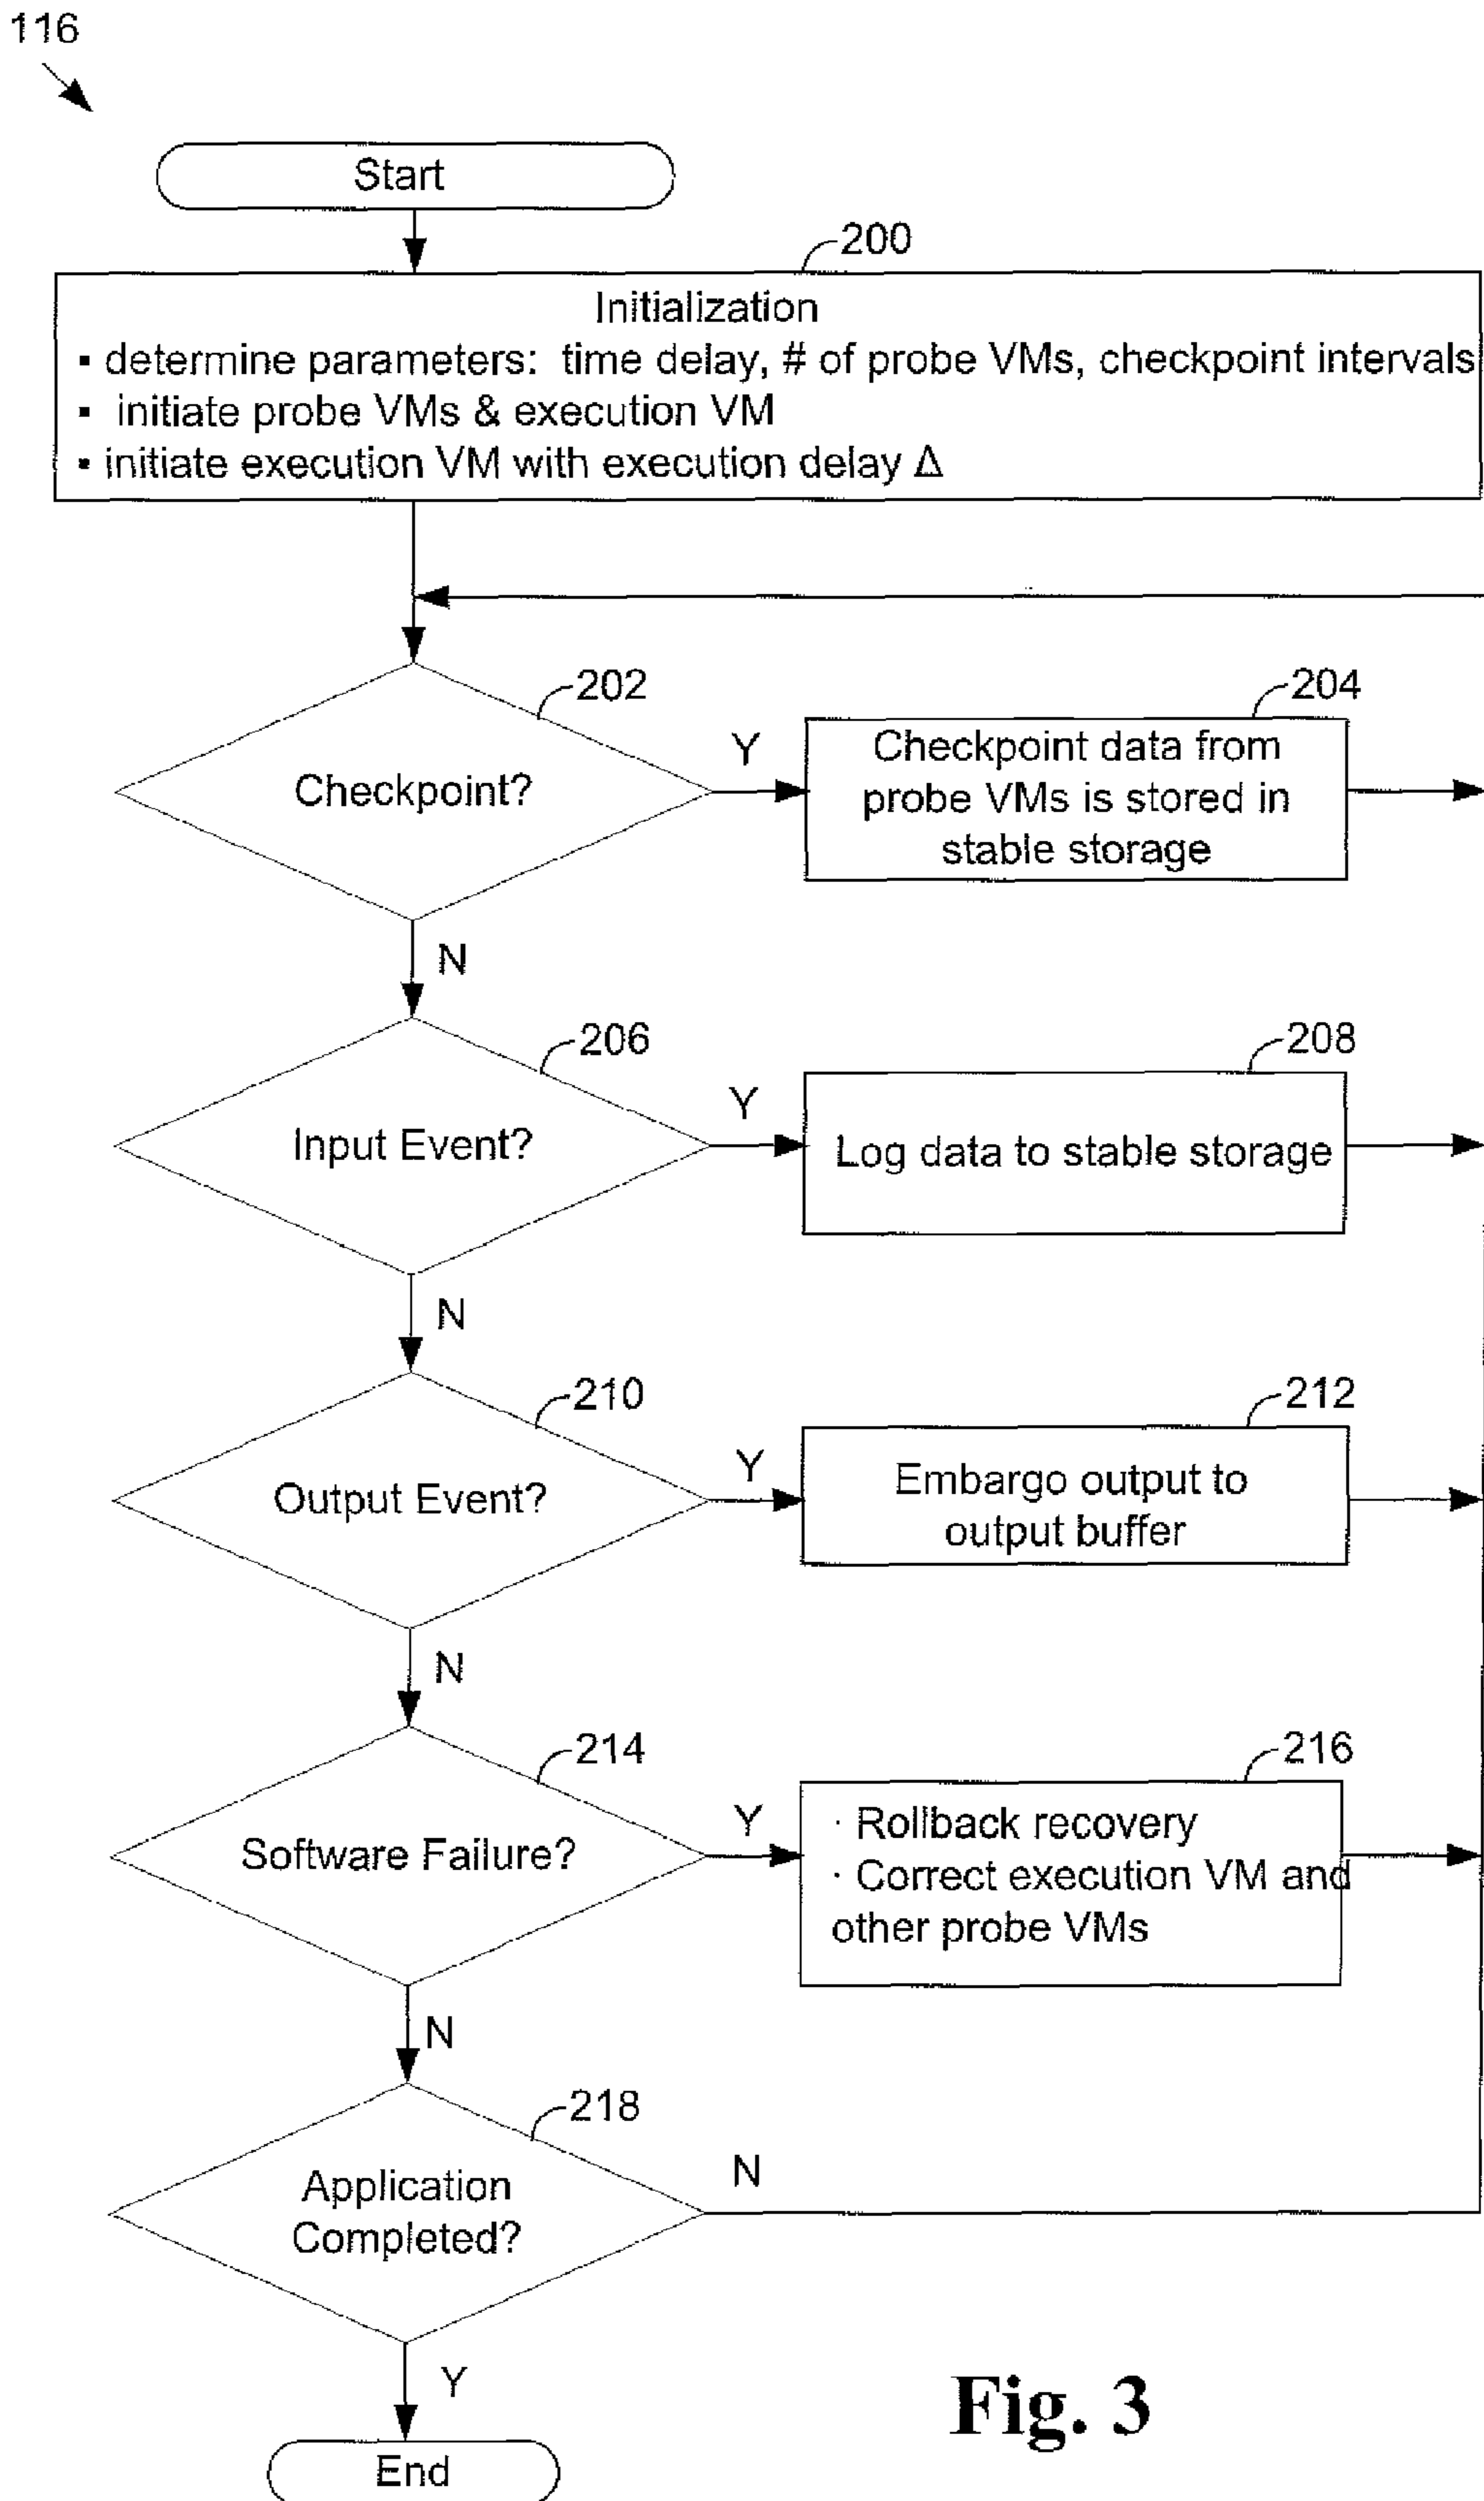 116
Start
200
Initialization
▪ determine parameters: time delay, # of probe VMs, checkpoint intervals
▪ initiate probe VMs & execution VM
▪ initiate execution VM with execution delay Δ
202
Checkpoint?
Y
204
Checkpoint data from
probe VMs is stored in
stable storage
N
206
Input Event?
Y
208
Log data to stable storage
N
210
Output Event?
Y
212
Embargo output to
output buffer
N
214
Software Failure?
Y
216
· Rollback recovery
· Correct execution VM and
other probe VMs
N
218
Application
Completed?
N
Y
End
Fig. 3